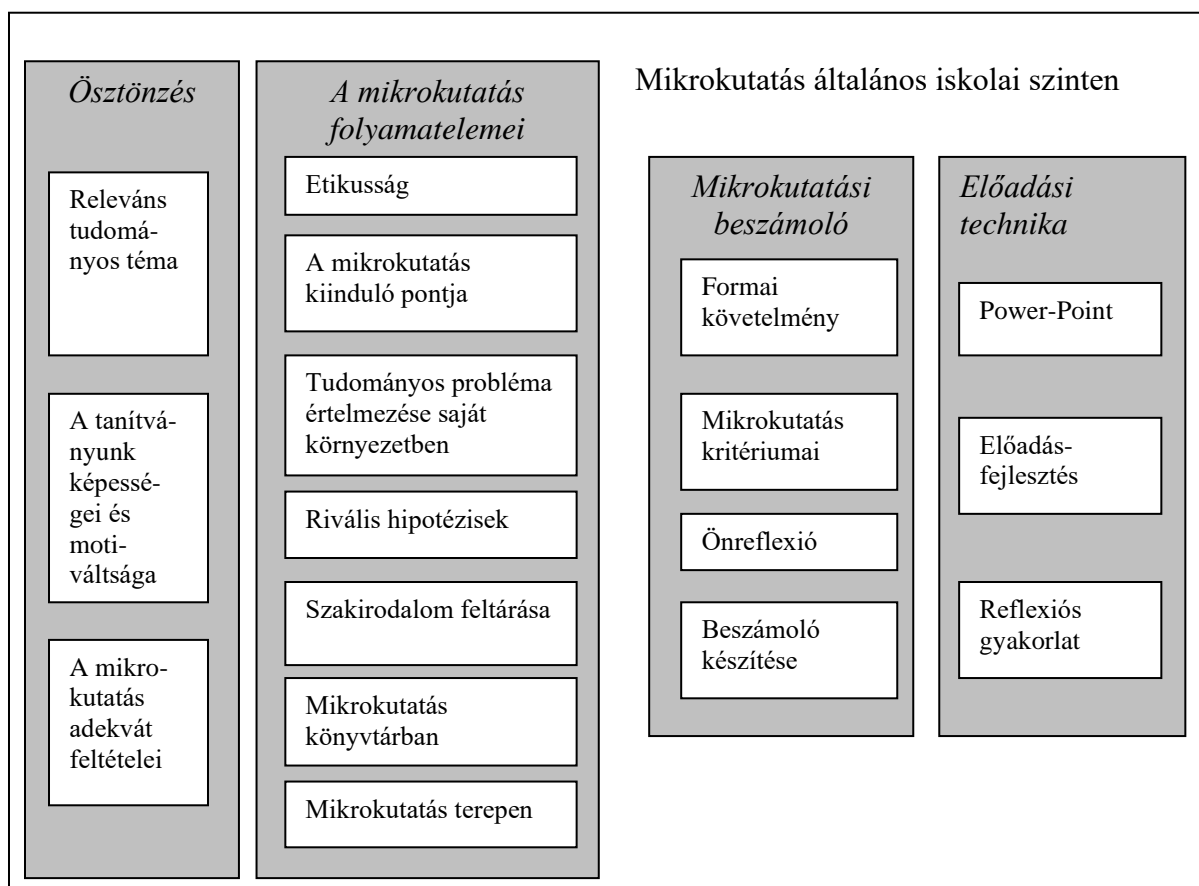 Ösztönzés
Releváns
tudomá-
nyos téma
A tanítvá-
nyunk
képessé-
gei és
moti-
váltsága
A mikro-
kutatás
adekvát
feltételei
A mikrokutatás
folyamatelemei
Etikusság
A mikrokutatás
kiinduló pontja
Tudományos probléma
értelmezése saját
környezetben
Rivális hipotézisek
Szakirodalom feltárása
Mikrokutatás
könyvtárban
Mikrokutatás terepen
Mikrokutatás általános iskolai szinten
Mikrokutatási
beszámoló
Formai
követelmény
Mikrokutatás
kritériumai
Önreflexió
Beszámoló
készítése
Előadási
technika
Power-Point
Előadás-
fejlesztés
Reflexiós
gyakorlat